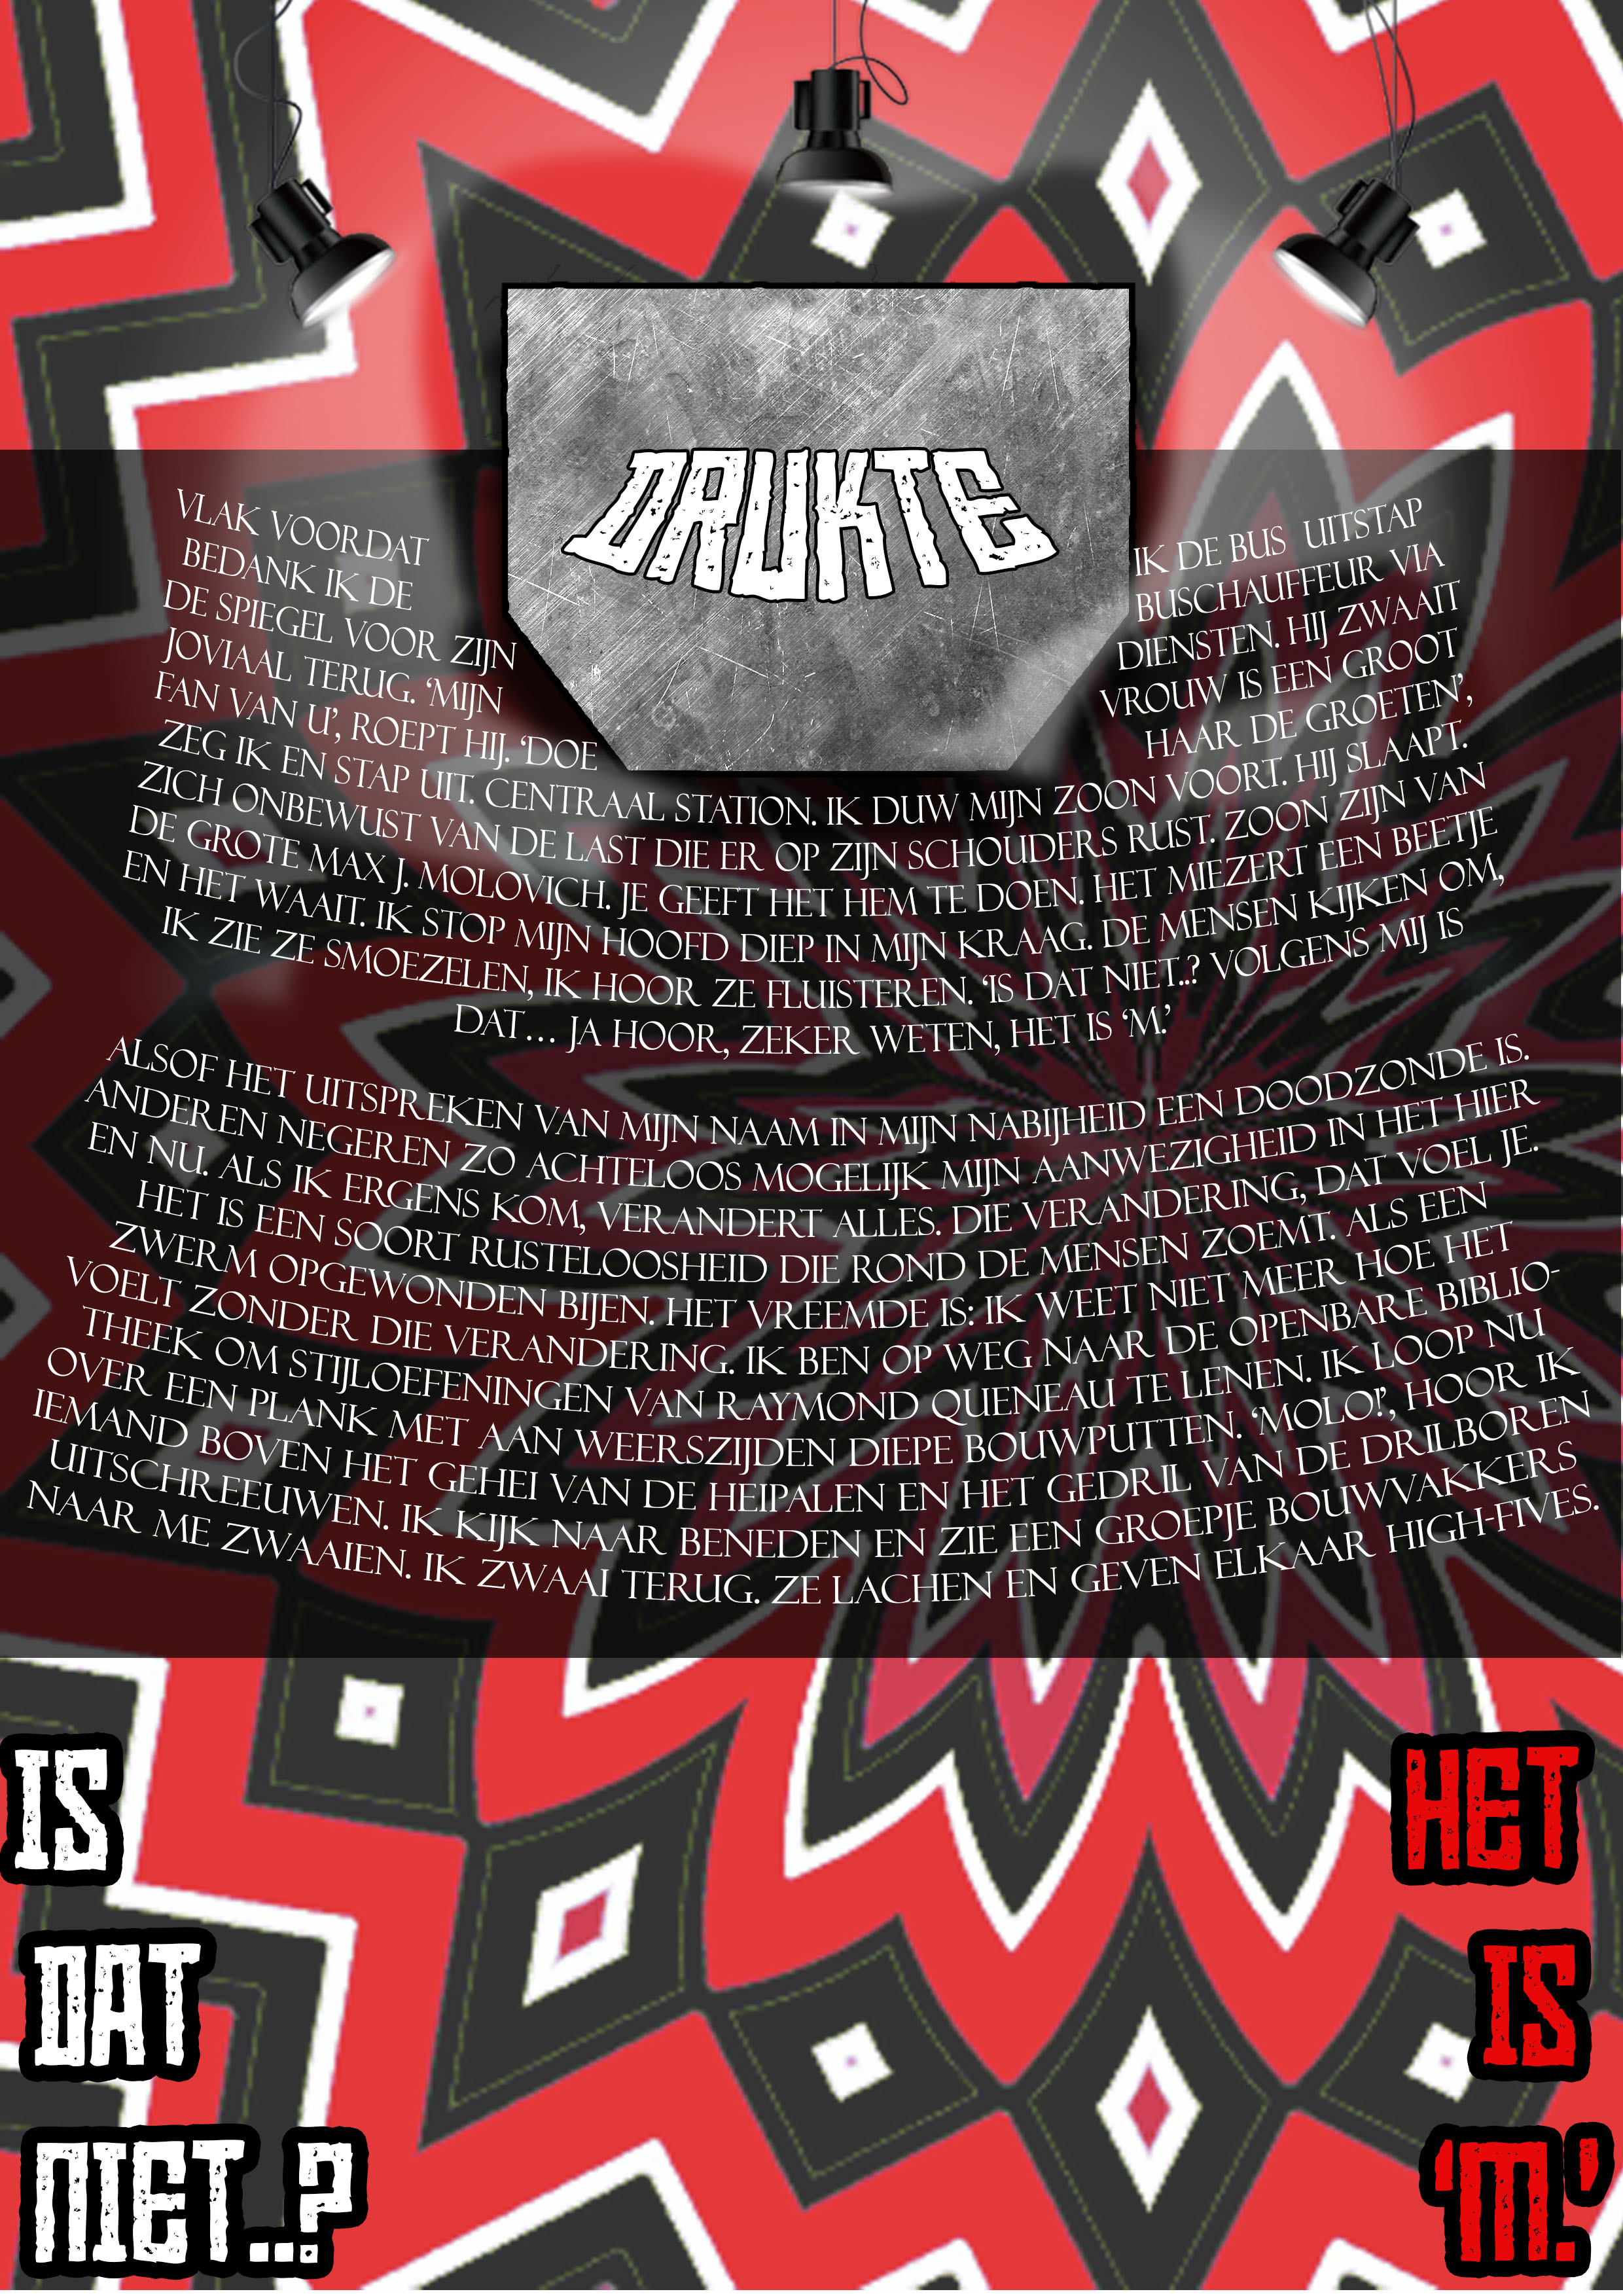 DRUKTE
VLAK VOORDAT IK DE BUS UITSTAP
BEDANK IK DE BUSCHAUFFEUR VIA
DE SPIEGEL VOOR ZIJN DIENSTEN. HIJ ZWAAIT
JOVIAAL TERUG. ‘MIJN VROUW IS EEN GROOT
FAN VAN U’, ROEPT HIJ. ‘DOE HAAR DE GROETEN’,
ZEG IK EN STAP UIT. CENTRAAL STATION. IK DUW MIJN ZOON VOORT. HIJ SLAAPT.
ZICH ONBEWUST VAN DE LAST DIE ER OP ZIJN SCHOUDERS RUST. ZOON ZIJN VAN
DE GROTE MAX J. MOLOVICH. JE GEEFT HET HEM TE DOEN. HET MIEZERT EEN BEETJE
EN HET WAAIT. IK STOP MIJN HOOFD DIEP IN MIJN KRAAG. DE MENSEN KIJKEN OM,
IK ZIE ZE SMOEZELEN, IK HOOR ZE FLUISTEREN. ‘IS DAT NIET..? VOLGENS MIJ IS
DAT… JA HOOR, ZEKER WETEN, HET IS ‘M.’
ALSOF HET UITSPREKEN VAN MIJN NAAM IN MIJN NABIJHEID EEN DOODZONDE IS.
ANDEREN NEGEREN ZO ACHTELOOS MOGELIJK MIJN AANWEZIGHEID IN HET HIER
EN NU. ALS IK ERGENS KOM, VERANDERT ALLES. DIE VERANDERING, DAT VOEL JE.
HET IS EEN SOORT RUSTELOOSHEID DIE ROND DE MENSEN ZOEMT. ALS EEN
ZWERM OPGEWONDEN BIJEN. HET VREEMDE IS: IK WEET NIET MEER HOE HET
VOELT ZONDER DIE VERANDERING. IK BEN OP WEG NAAR DE OPENBARE BIBLIO-
THEEK OM STIJLOEFENINGEN VAN RAYMOND QUENEAU TE LENEN. IK LOOP NU
OVER EEN PLANK MET AAN WEERSZIJDEN DIEPE BOUWPUTTEN. ‘MOLO!’, HOOR IK
IEMAND BOVEN HET GEHEI VAN DE HEIPALEN EN HET GEDRIL VAN DE DRILBOREN
UITSCHREEUWEN. IK KIJK NAAR BENEDEN EN ZIE EEN GROEPJE BOUWVAKKERS
NAAR ME ZWAAIEN. IK ZWAAI TERUG. ZE LACHEN EN GEVEN ELKAAR HIGH-FIVES.
IS
DAT
NIET..?
HET
IS
‘M.’